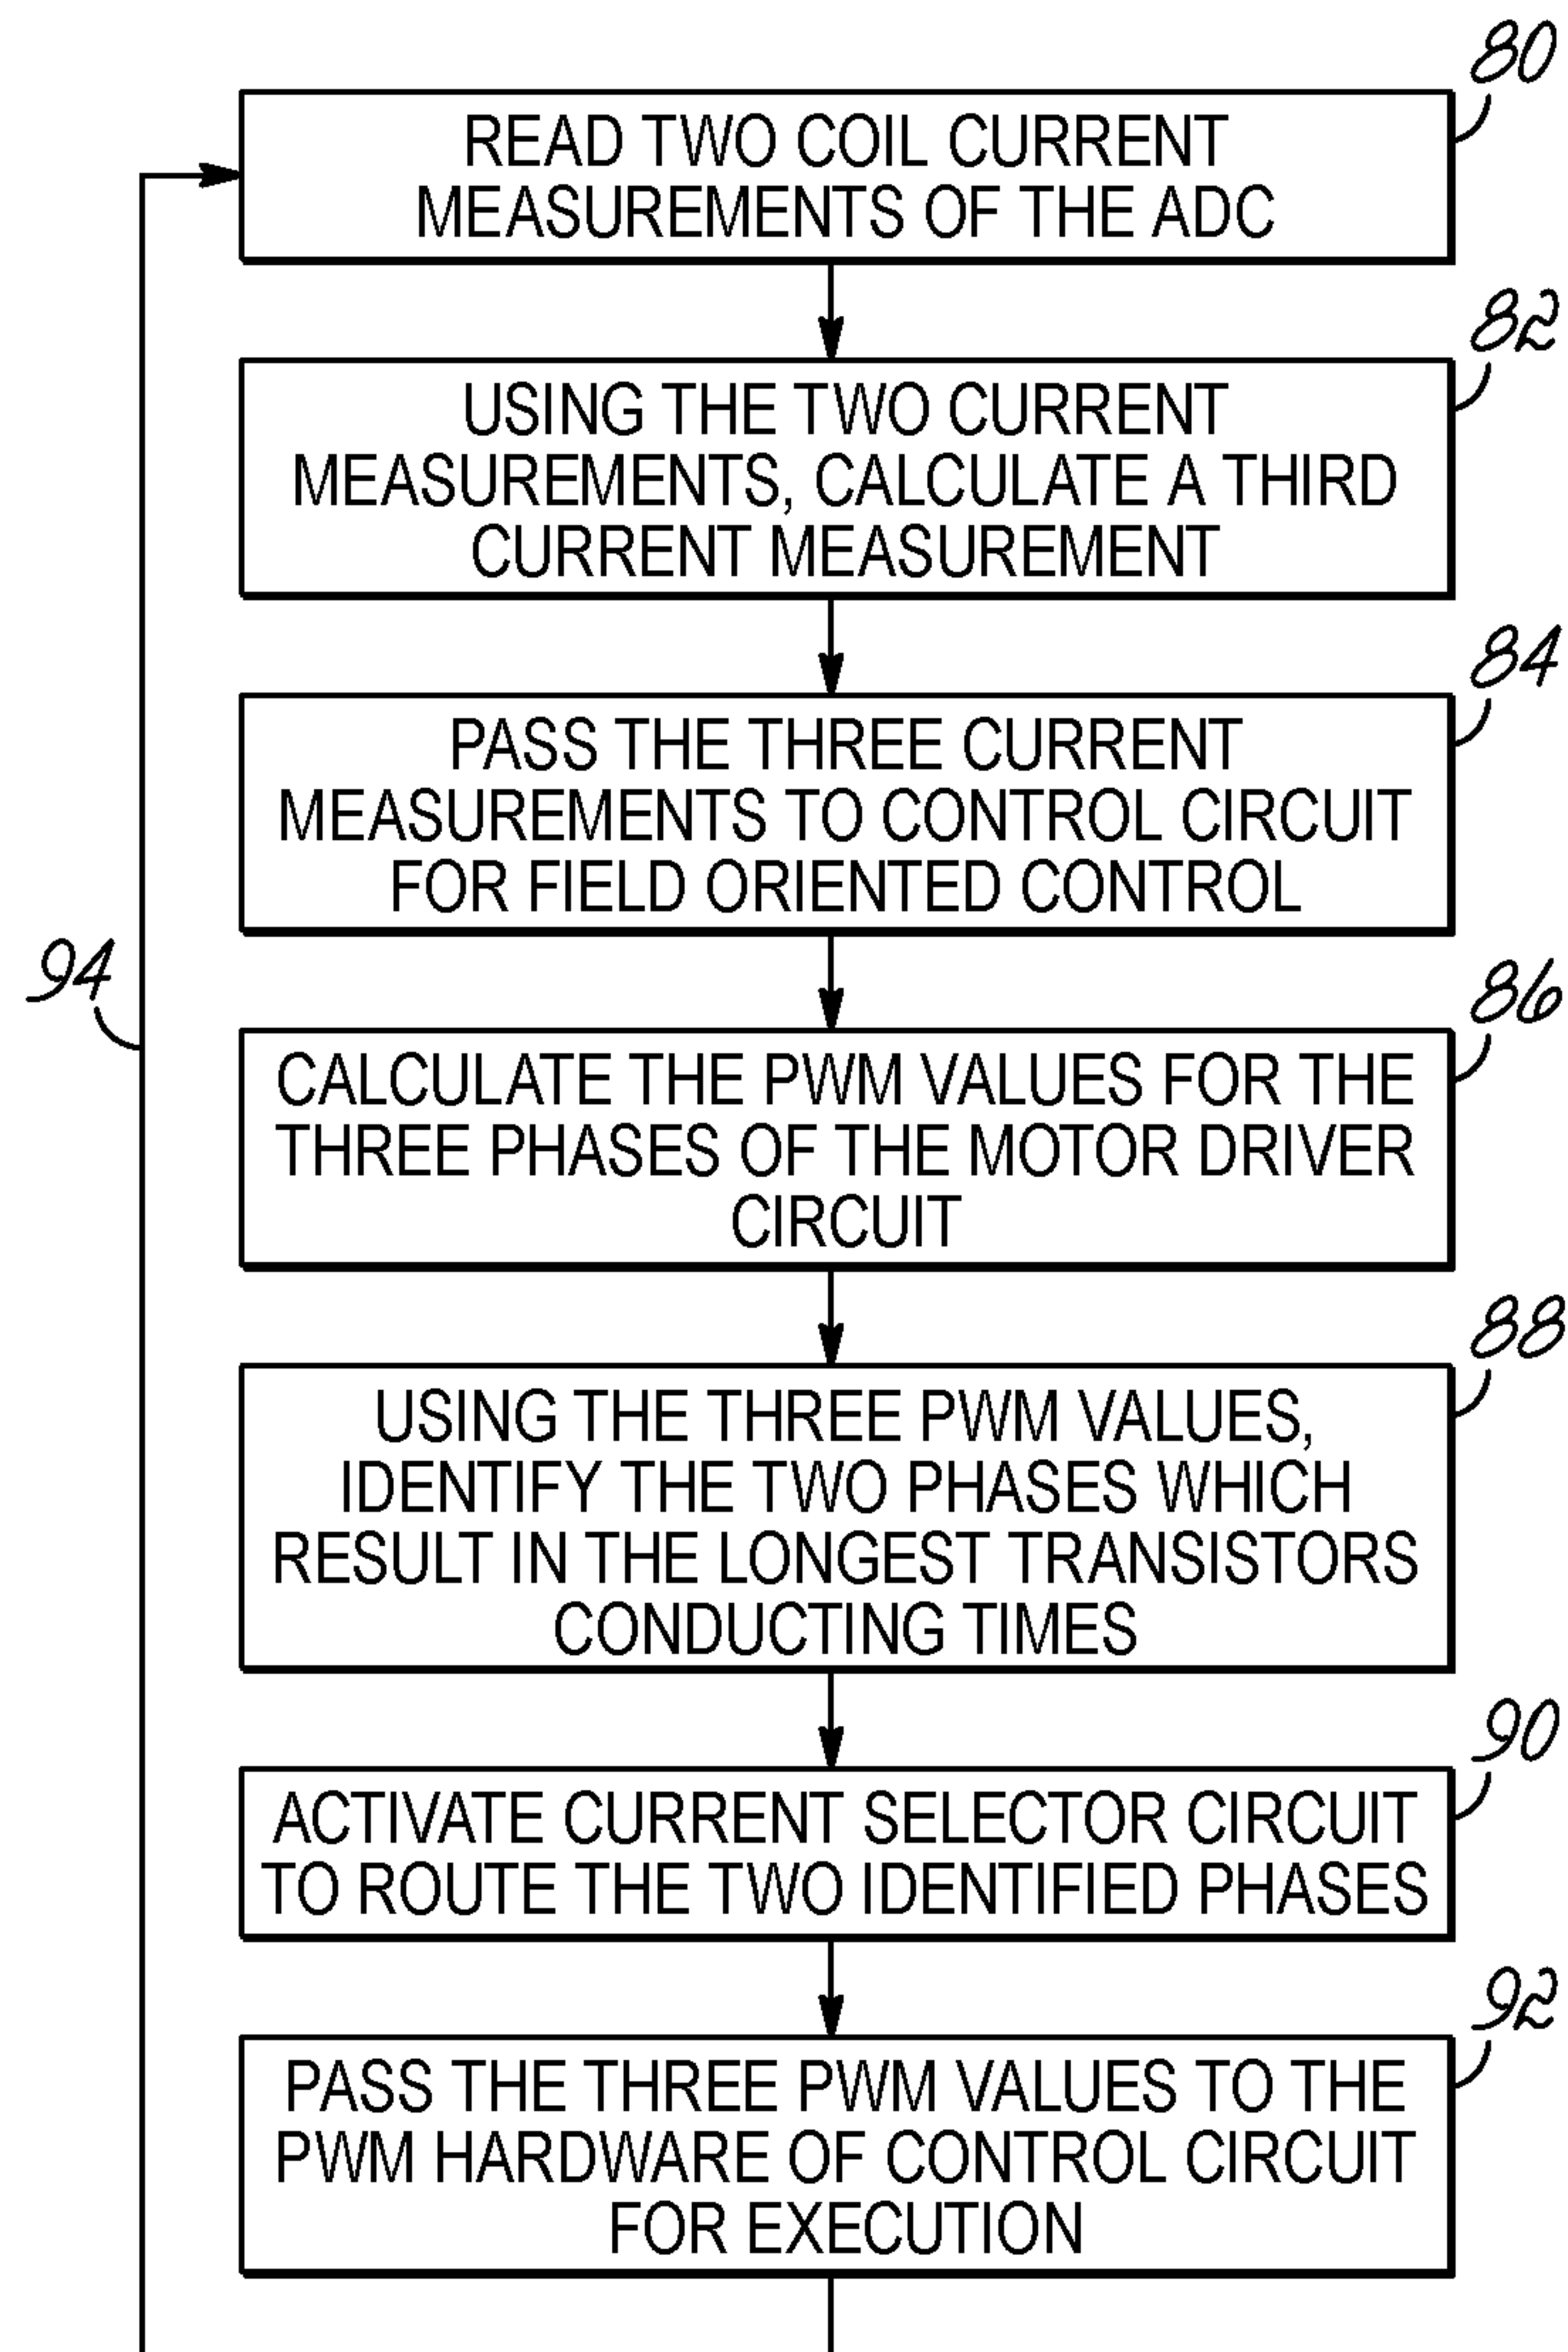 80
READ TWO COIL CURRENT
MEASUREMENTS OF THE ADC
82
USING THE TWO CURRENT
MEASUREMENTS, CALCULATE A THIRD
CURRENT MEASUREMENT
84
PASS THE THREE CURRENT
MEASUREMENTS TO CONTROL CIRCUIT
FOR FIELD ORIENTED CONTROL
94
86
CALCULATE THE PWM VALUES FOR THE
THREE PHASES OF THE MOTOR DRIVER
CIRCUIT
88
USING THE THREE PWM VALUES,
IDENTIFY THE TWO PHASES WHICH
RESULT IN THE LONGEST TRANSISTORS
CONDUCTING TIMES
90
ACTIVATE CURRENT SELECTOR CIRCUIT
TO ROUTE THE TWO IDENTIFIED PHASES
92
PASS THE THREE PWM VALUES TO THE
PWM HARDWARE OF CONTROL CIRCUIT
FOR EXECUTION